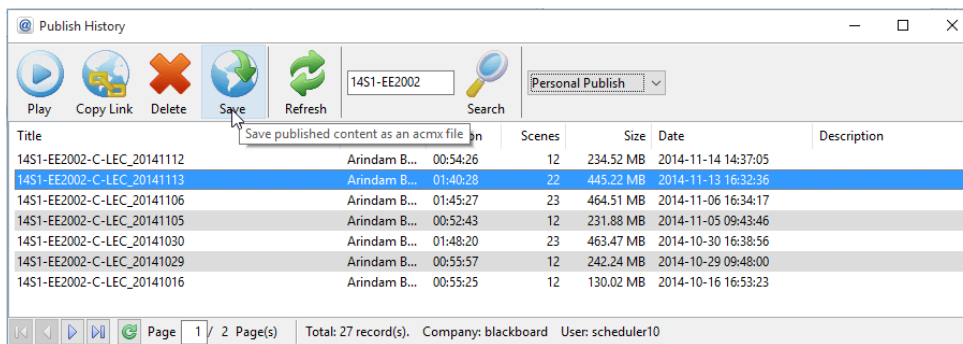 Publish History
Play Copy Link Delete Save Refresh 14S1-EE2002 Search Personal Publish
Save published content as an acmx file
Title Scenes Size Date Description
14S1-EE2002-C-LEC_20141112 Arindam B... 00:54:26 12 234.52 MB 2014-11-14 14:37:05
14S1-EE2002-C-LEC_20141113 Arindam B... 01:40:28 22 445.22 MB 2014-11-13 16:32:36
14S1-EE2002-C-LEC_20141106 Arindam B... 01:45:27 23 464.51 MB 2014-11-06 16:34:17
14S1-EE2002-C-LEC_20141105 Arindam B... 00:52:43 12 231.88 MB 2014-11-05 09:43:46
14S1-EE2002-C-LEC_20141030 Arindam B... 01:48:20 23 463.47 MB 2014-10-30 16:38:56
14S1-EE2002-C-LEC_20141029 Arindam B... 00:55:57 12 242.24 MB 2014-10-29 09:48:00
14S1-EE2002-C-LEC_20141016 Arindam B... 00:55:25 12 130.02 MB 2014-10-16 16:53:23
Page 1 / 2 Page(s) Total: 27 record(s). Company: blackboard User: scheduler10